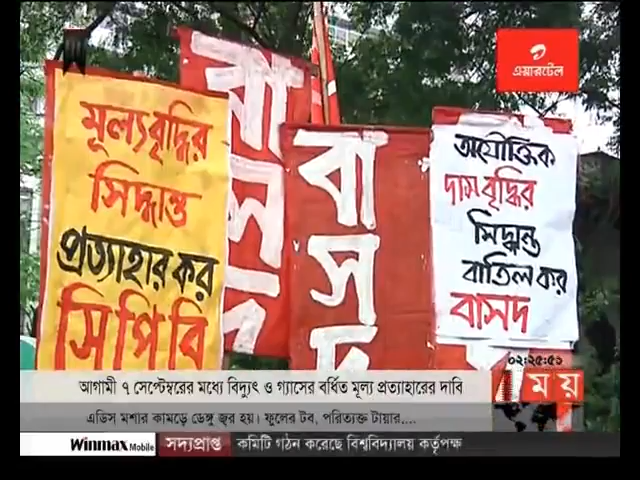 এয়ারটেল
মূল্যবৃদ্ধির
সিদ্ধান্ত
প্রত্যাহার কর
সিপিবি
বাসদ
বাসদ
অযৌক্তিক
দাম বৃদ্ধির
সিদ্ধান্ত
বাতিল কর
বাসদ
০২:২৫:৫১
সময়
আগামী ৭ সেপ্টেম্বরের মধ্যে বিদ্যুৎ ও গ্যাসের বর্ধিত মূল্য প্রত্যাহারের দাবি
এডিস মশার কামড়ে ডেঙ্গু জ্বর হয়। ফুলের টব, পরিত্যক্ত টায়ার....
Winmax Mobile
সদ্যপ্রাপ্ত
কমিটি গঠন করেছে বিশ্ববিদ্যালয় কর্তৃপক্ষ